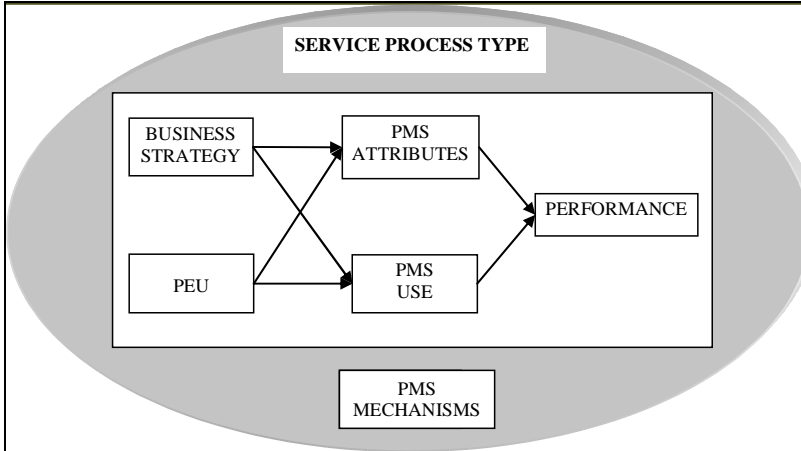 SERVICE PROCESS TYPE
BUSINESS
STRATEGY
PMS
ATTRIBUTES
PERFORMANCE
PEU
PMS
USE
PMS
MECHANISMS